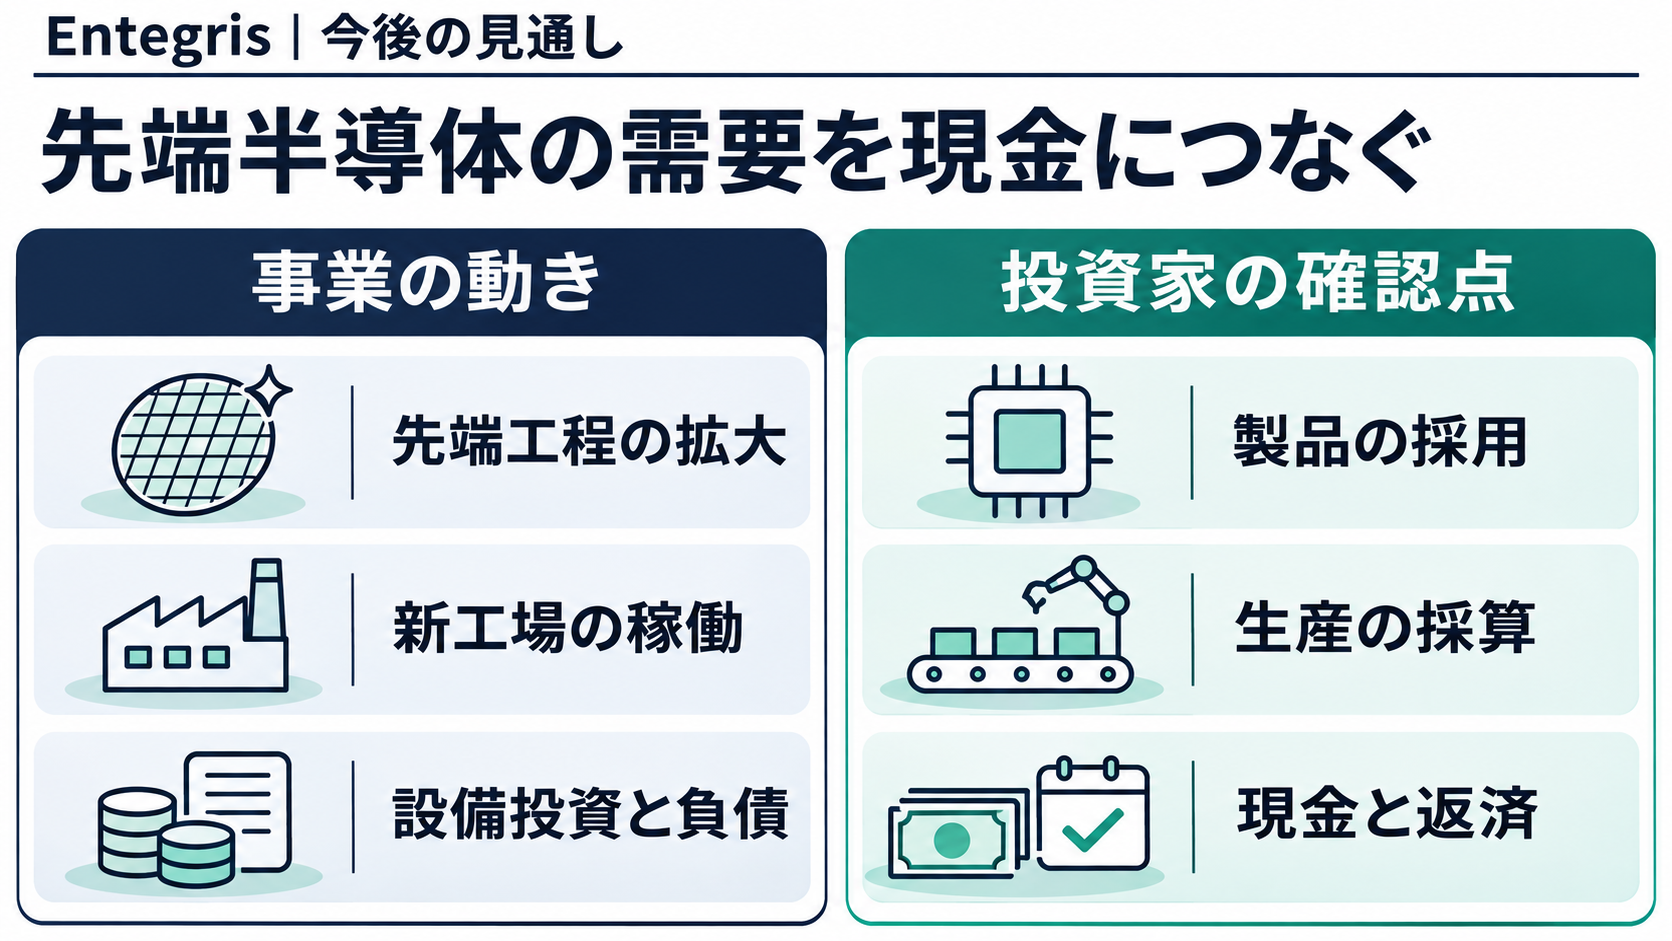 Entegris｜今後の見通し
先端半導体の需要を現金につなぐ
事業の動き
先端工程の拡大
新工場の稼働
設備投資と負債
投資家の確認点
製品の採用
生産の採算
現金と返済